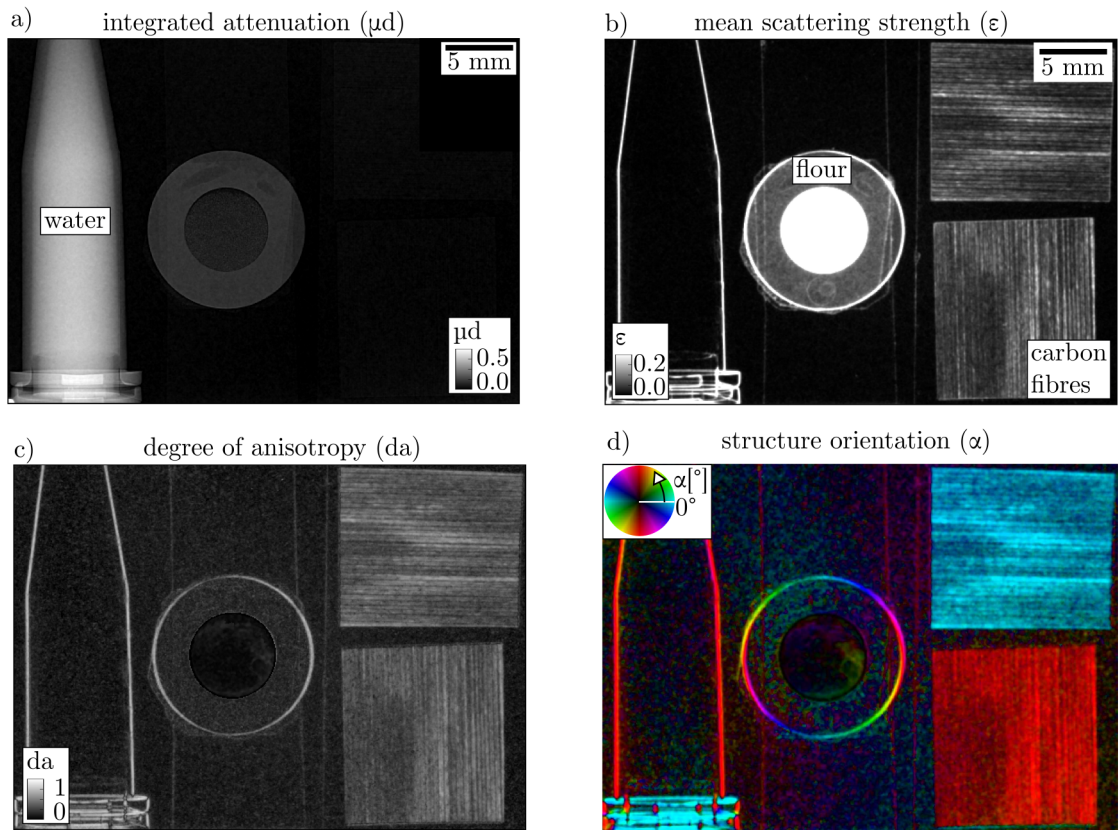 a) integrated attenuation (μd)
5 mm
water
μd
0.5
0.0
b) mean scattering strength (ε)
5 mm
flour
ε
0.2
0.0
carbon
fibres
c) degree of anisotropy (da)
da
1
0
d) structure orientation (α)
α[°]
0°